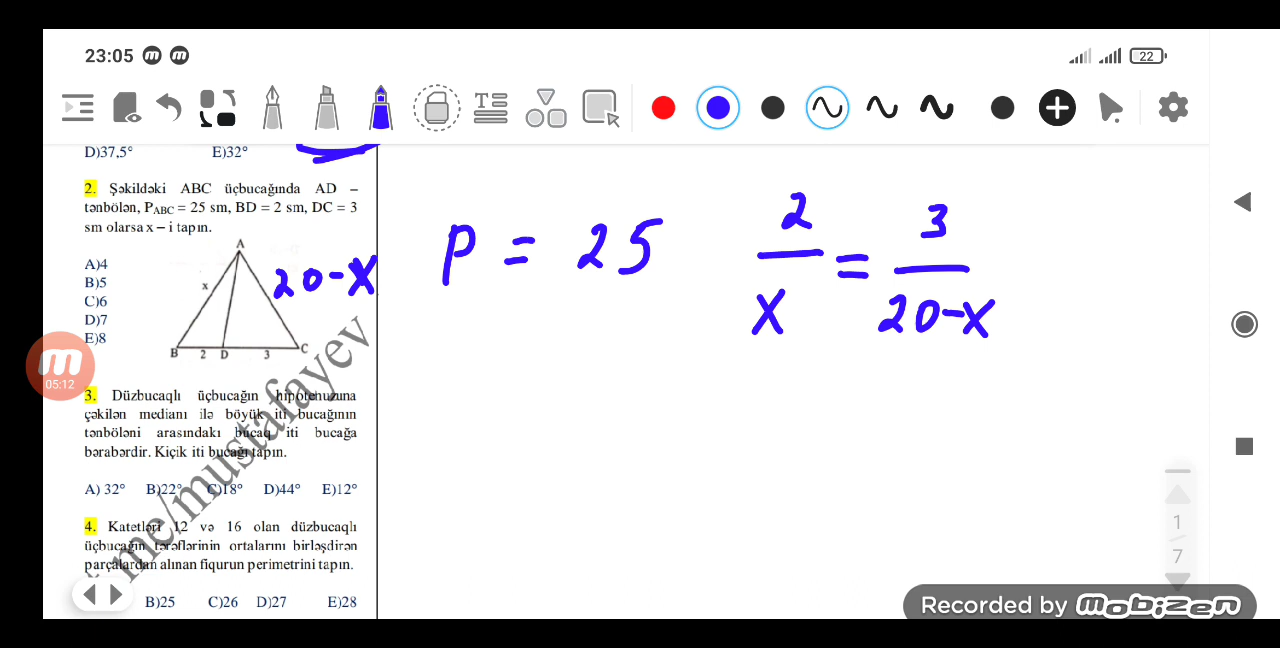 23:05
22
D)37,5° E)32°
2. Şəkildəki ABC üçbucağında AD –
tənbölən, PABC = 25 sm, BD = 2 sm, DC = 3
sm olarsa x – i tapın.
A)4
B)5
C)6
D)7
E)8
A
x
20-X
B 2 D 3 C
P = 25
2 3
=
X 20-X
05:12
3. Düzbucaqlı üçbucağın hipotenuzuna
çəkilən medianı ilə böyük iti bucağının
tənböləni arasındakı bucaq iti bucağa
bərabərdir. Kiçik iti bucağı tapın.
A) 32° B)22° C)18° D)44° E)12°
4. Katetləri 12 və 16 olan düzbucaqlı
üçbucağın tərəflərinin ortalarını birləşdirən
parçalardan alınan fiqurun perimetrini tapın.
B)25 C)26 D)27 E)28
.me/mustafayev
1
7
Recorded by mobizen